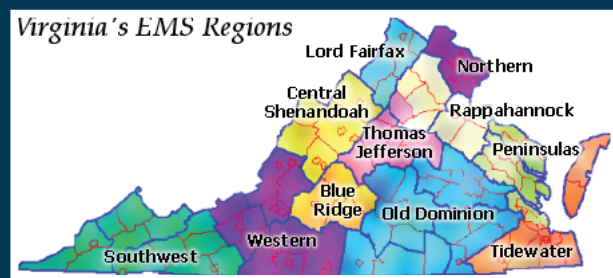 Virginia's EMS Regions
Lord Fairfax
Northern
Central
Shenandoah
Rappahannock
Thomas
Jefferson
Peninsulas
Blue
Ridge
Old Dominion
Western
Southwest
Tidewater